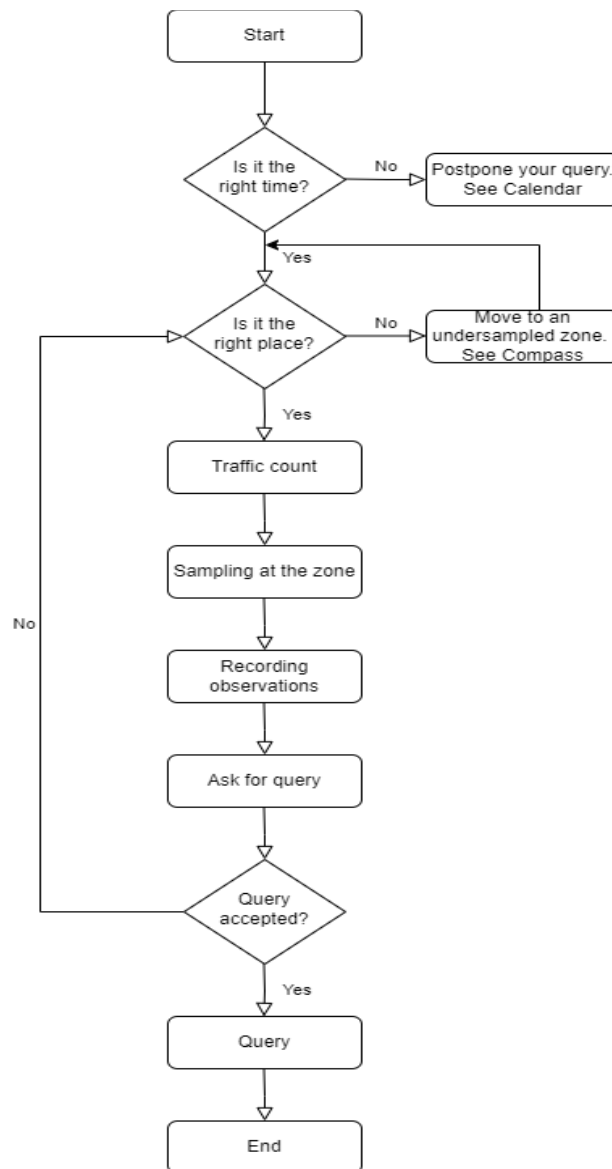 Start
Is it the
right time?
No
Postpone your query.
See Calendar
Yes
Is it the
right place?
No
Move to an
undersampled zone.
See Compass
Yes
Traffic count
Sampling at the zone
No
Recording
observations
Ask for query
Query
accepted?
Yes
Query
End